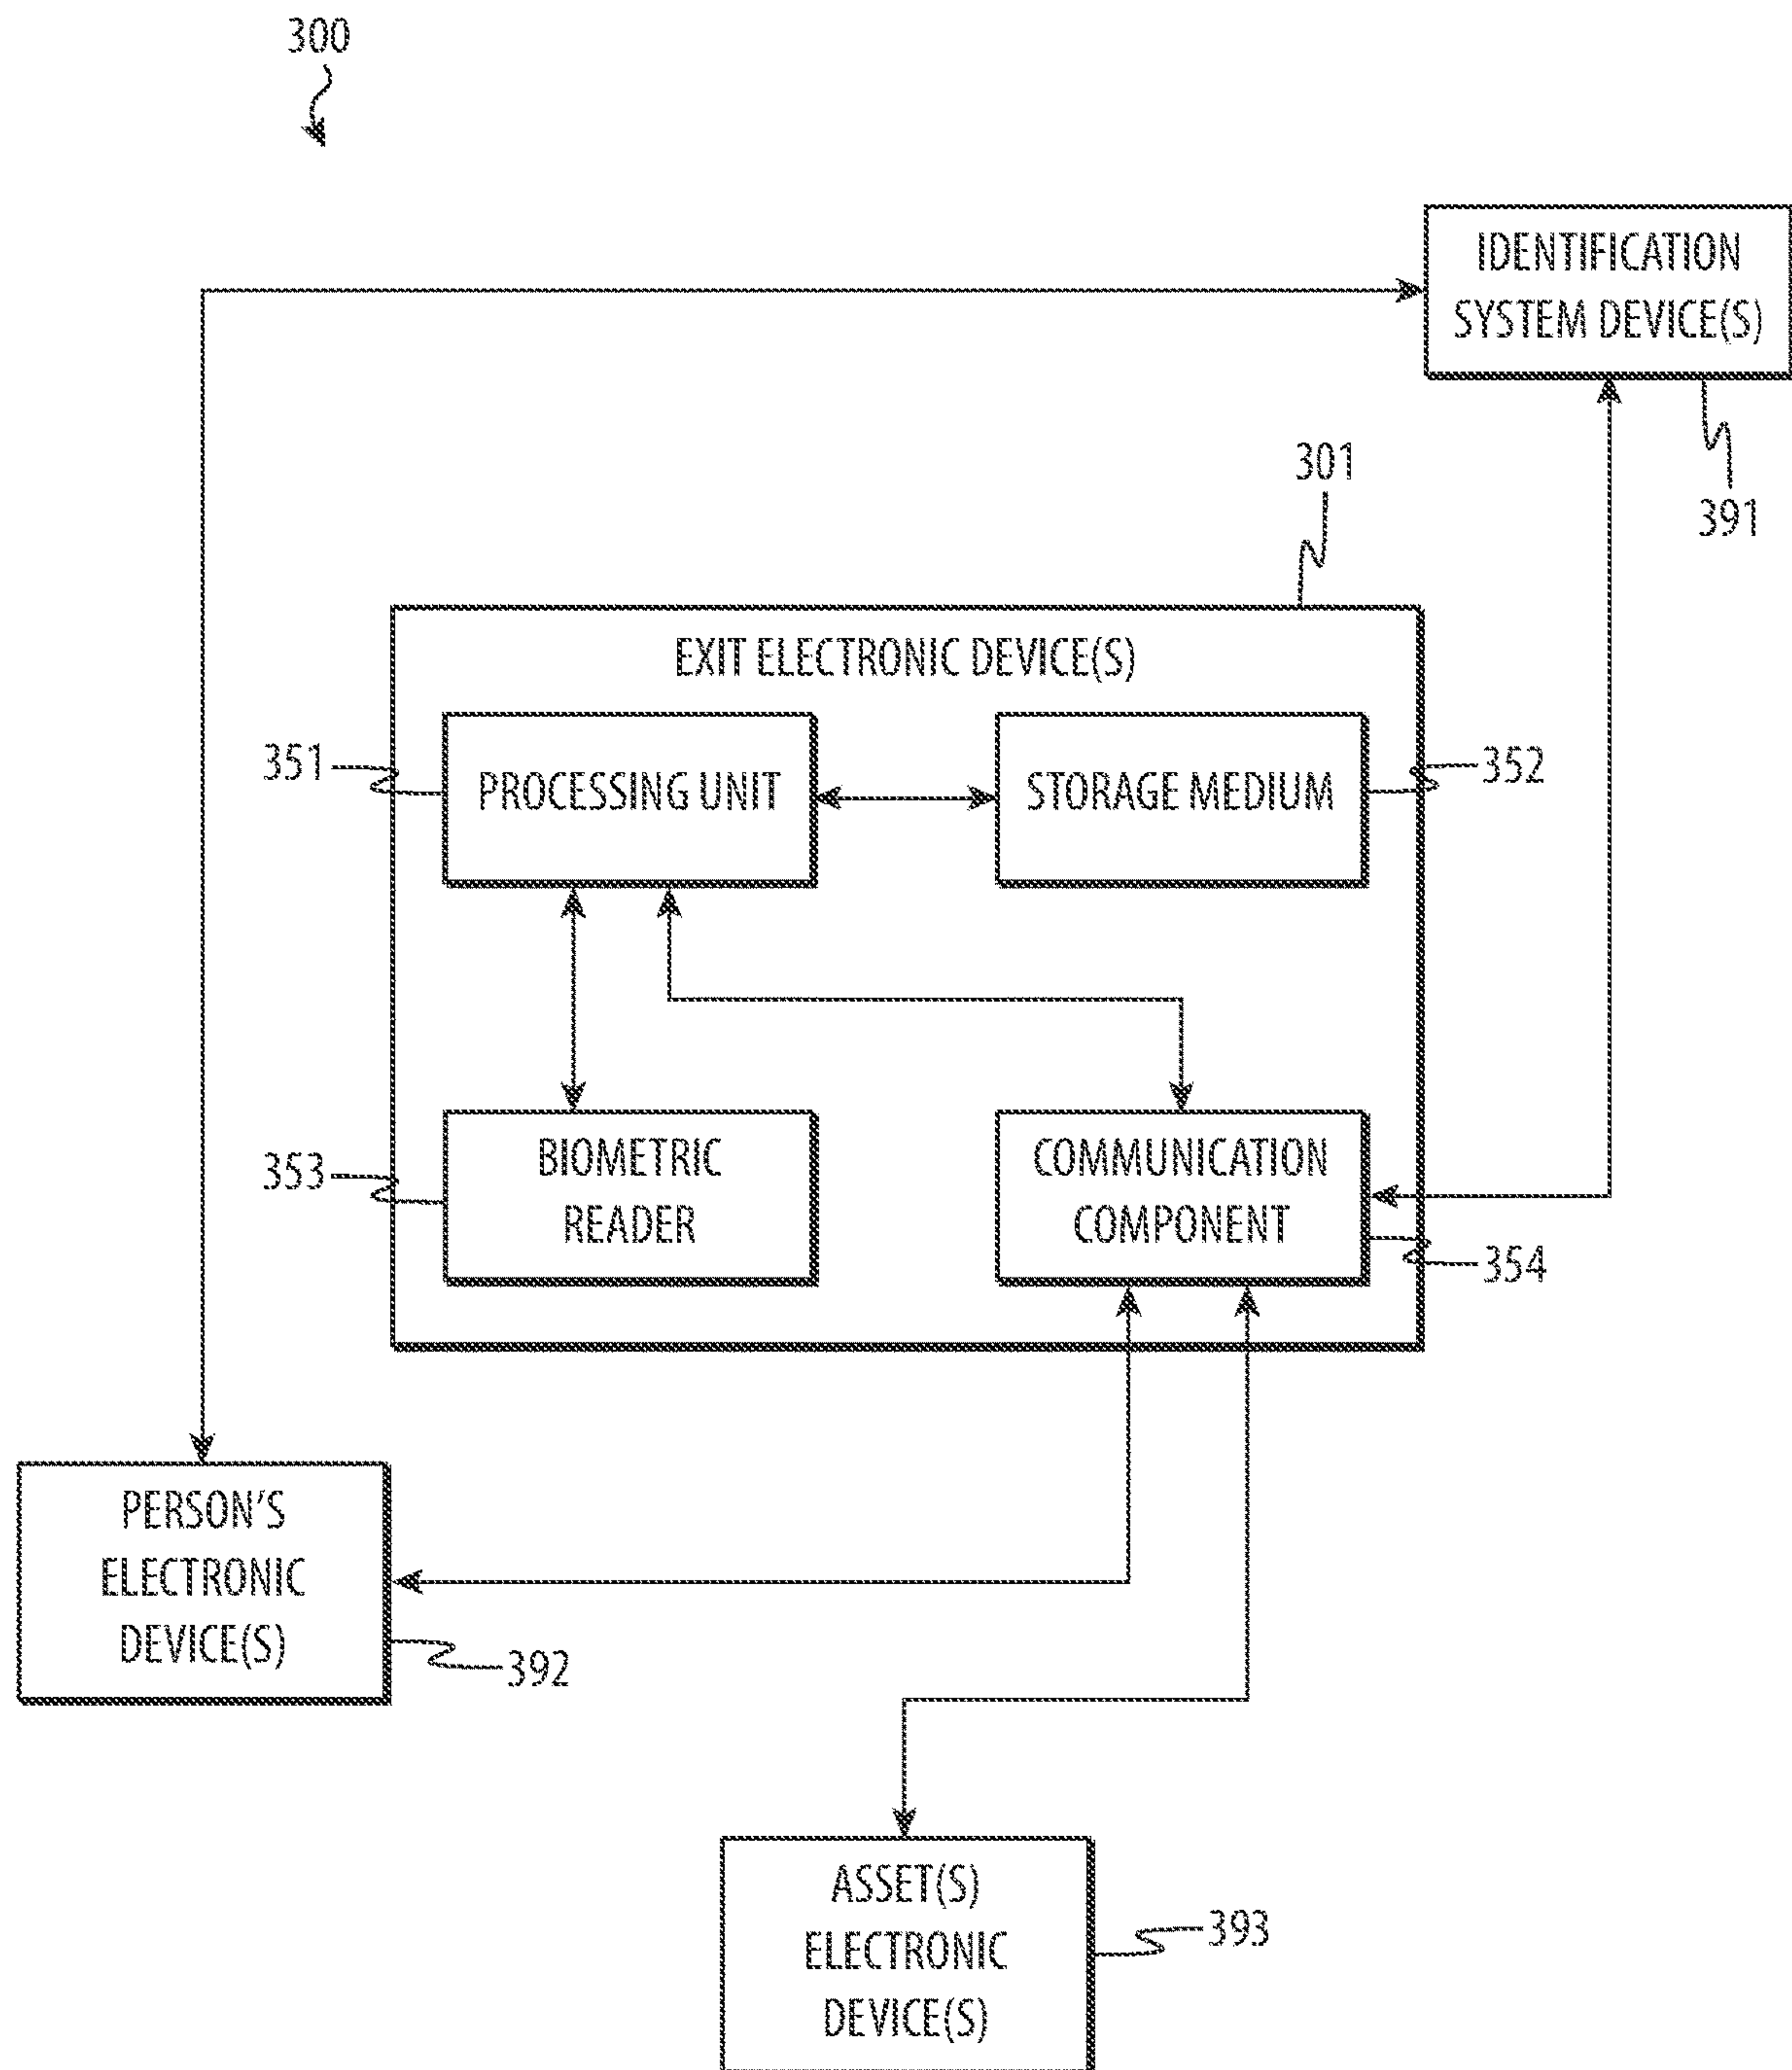 300
IDENTIFICATION
SYSTEM DEVICE(S)
391
301
EXIT ELECTRONIC DEVICE(S)
351
PROCESSING UNIT
STORAGE MEDIUM
352
353
BIOMETRIC
READER
COMMUNICATION
COMPONENT
354
PERSON'S
ELECTRONIC
DEVICE(S)
392
ASSET(S)
ELECTRONIC
DEVICE(S)
393